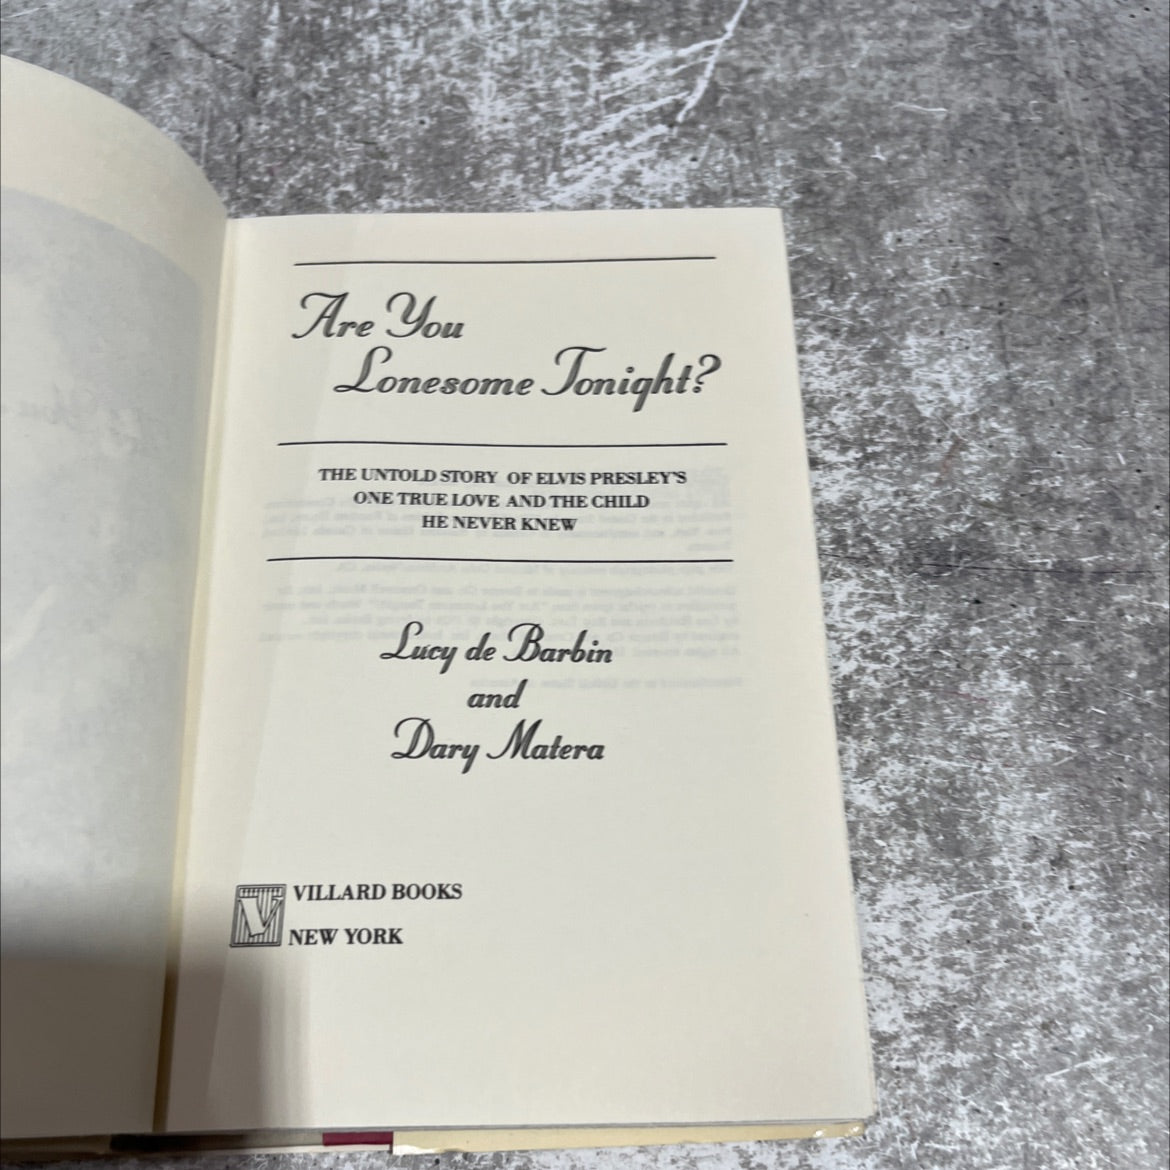 Are You
Lonesome Tonight?
THE UNTOLD STORY OF ELVIS PRESLEY'S
ONE TRUE LOVE AND THE CHILD
HE NEVER KNEW
Lucy de Barbin
and
Dary Matera
V
VILLARD BOOKS
NEW YORK